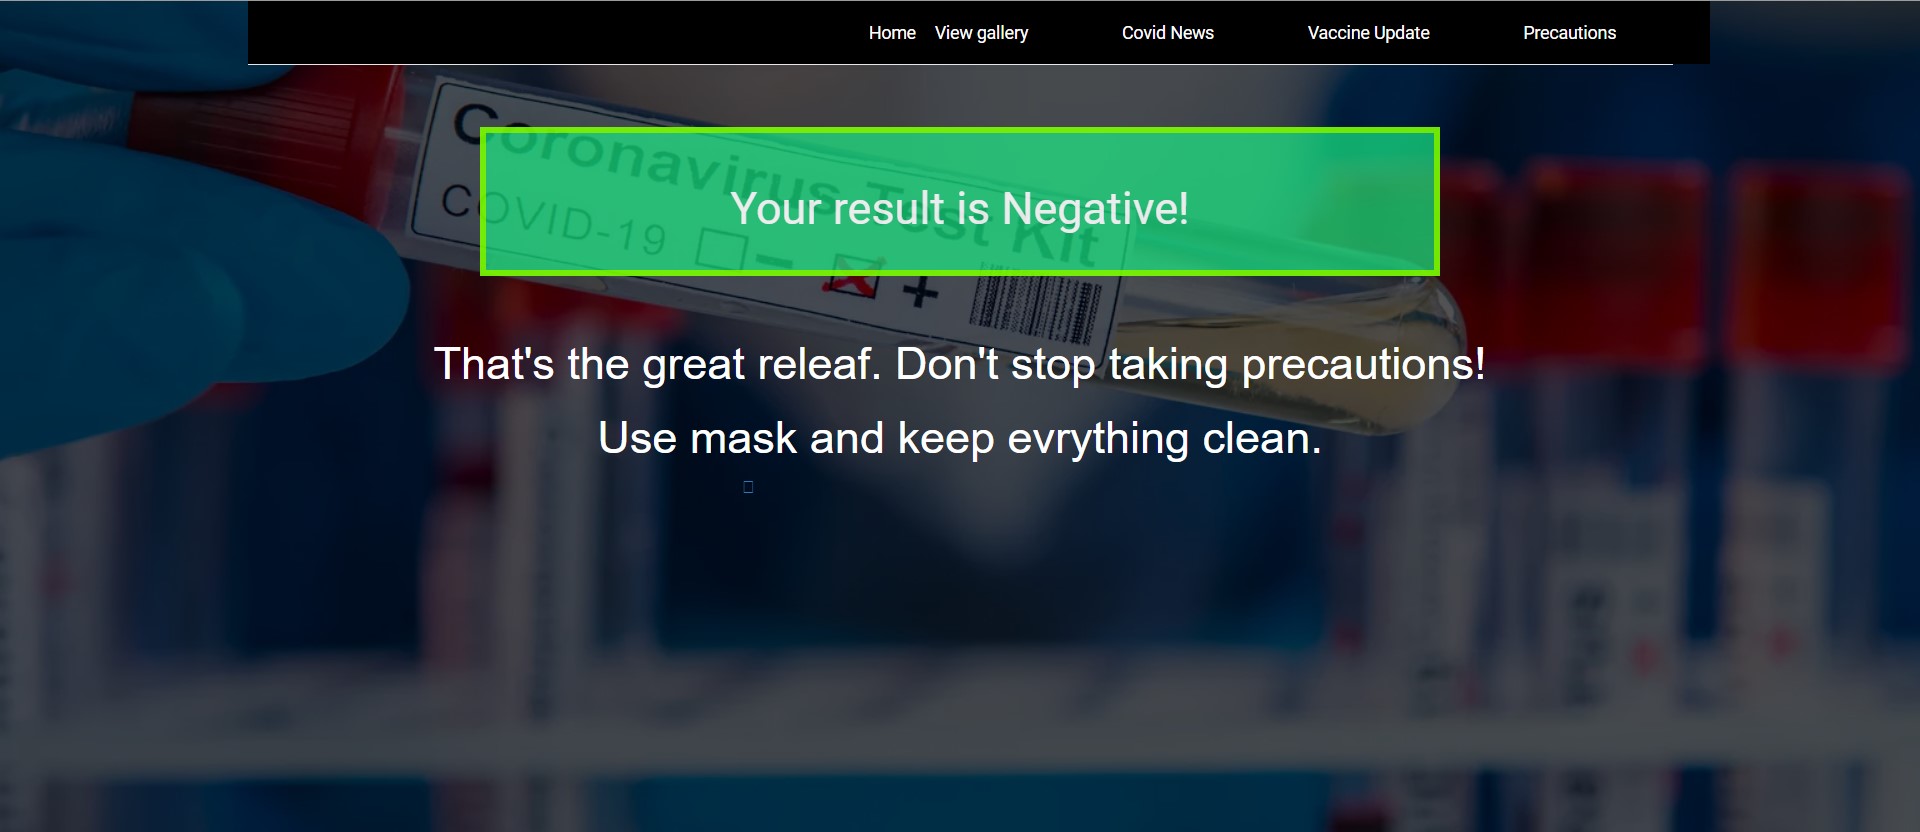 Home View gallery Covid News Vaccine Update Precautions
Coronavirus Test Kit
COVID-19 - +
Your result is Negative!
That's the great releaf. Don't stop taking precautions!
Use mask and keep evrything clean.